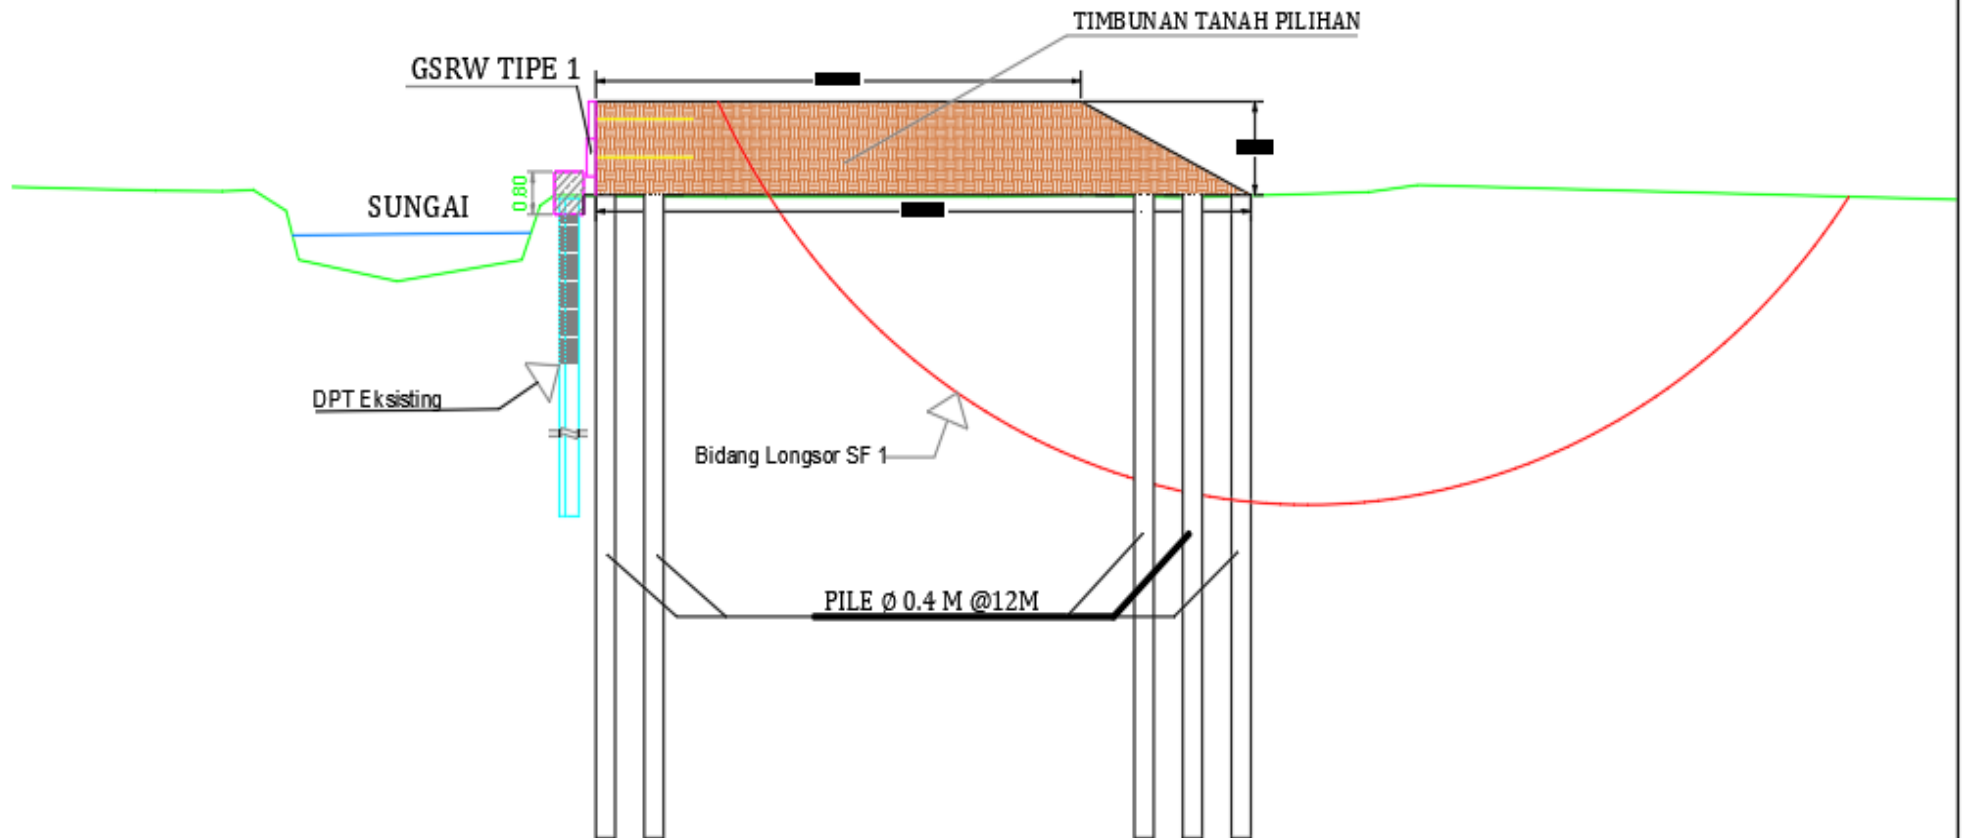 TIMBUNAN TANAH PILIHAN
GSRW TIPE 1
0.80
SUNGAI
DPT Eksisting
Bidang Longsor SF 1
PILE Ø 0.4 M @12M